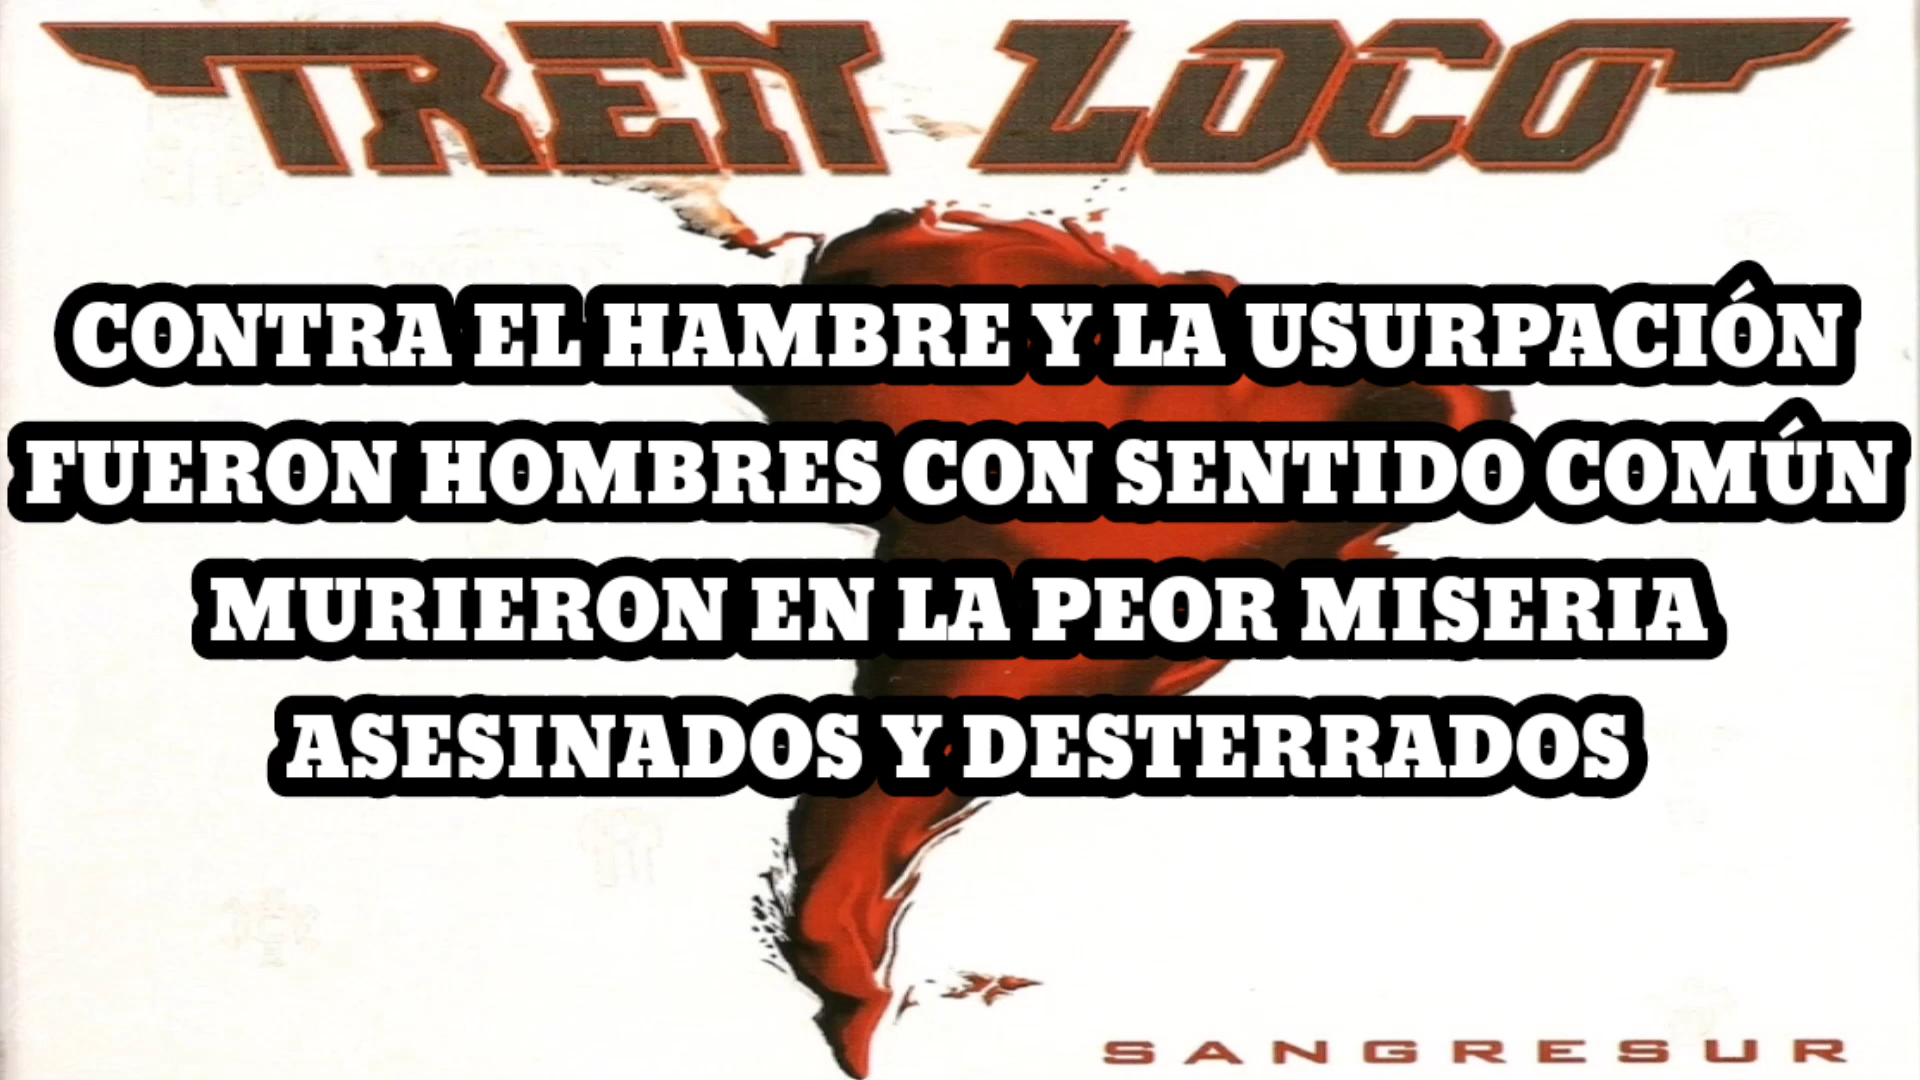 TREN LOCO
CONTRA EL HAMBRE Y LA USURPACIÓN
FUERON HOMBRES CON SENTIDO COMÚN
MURIERON EN LA PEOR MISERIA
ASESINADOS Y DESTERRADOS
SANGRESUR